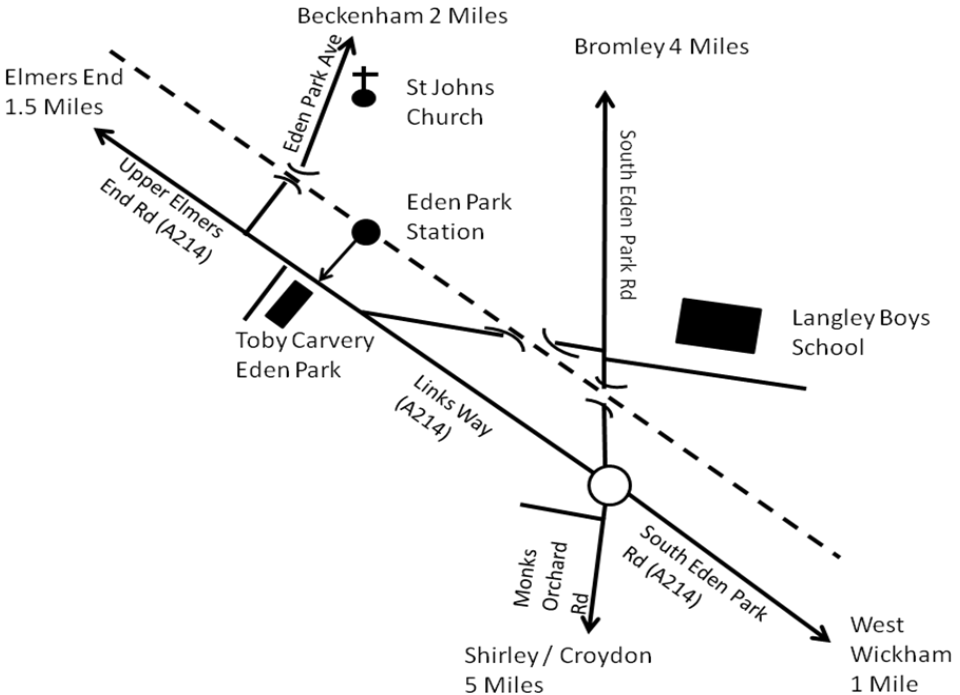 Beckenham 2 Miles
Bromley 4 Miles
Elmers End
1.5 Miles
Eden Park Ave
St Johns
Church
South Eden Park Rd
Upper Elmers
End Rd (A214)
Eden Park
Station
Toby Carvery
Eden Park
Langley Boys
School
Links Way
(A214)
Monks
Orchard
Rd
South Eden Park
Rd (A214)
Shirley / Croydon
5 Miles
West
Wickham
1 Mile